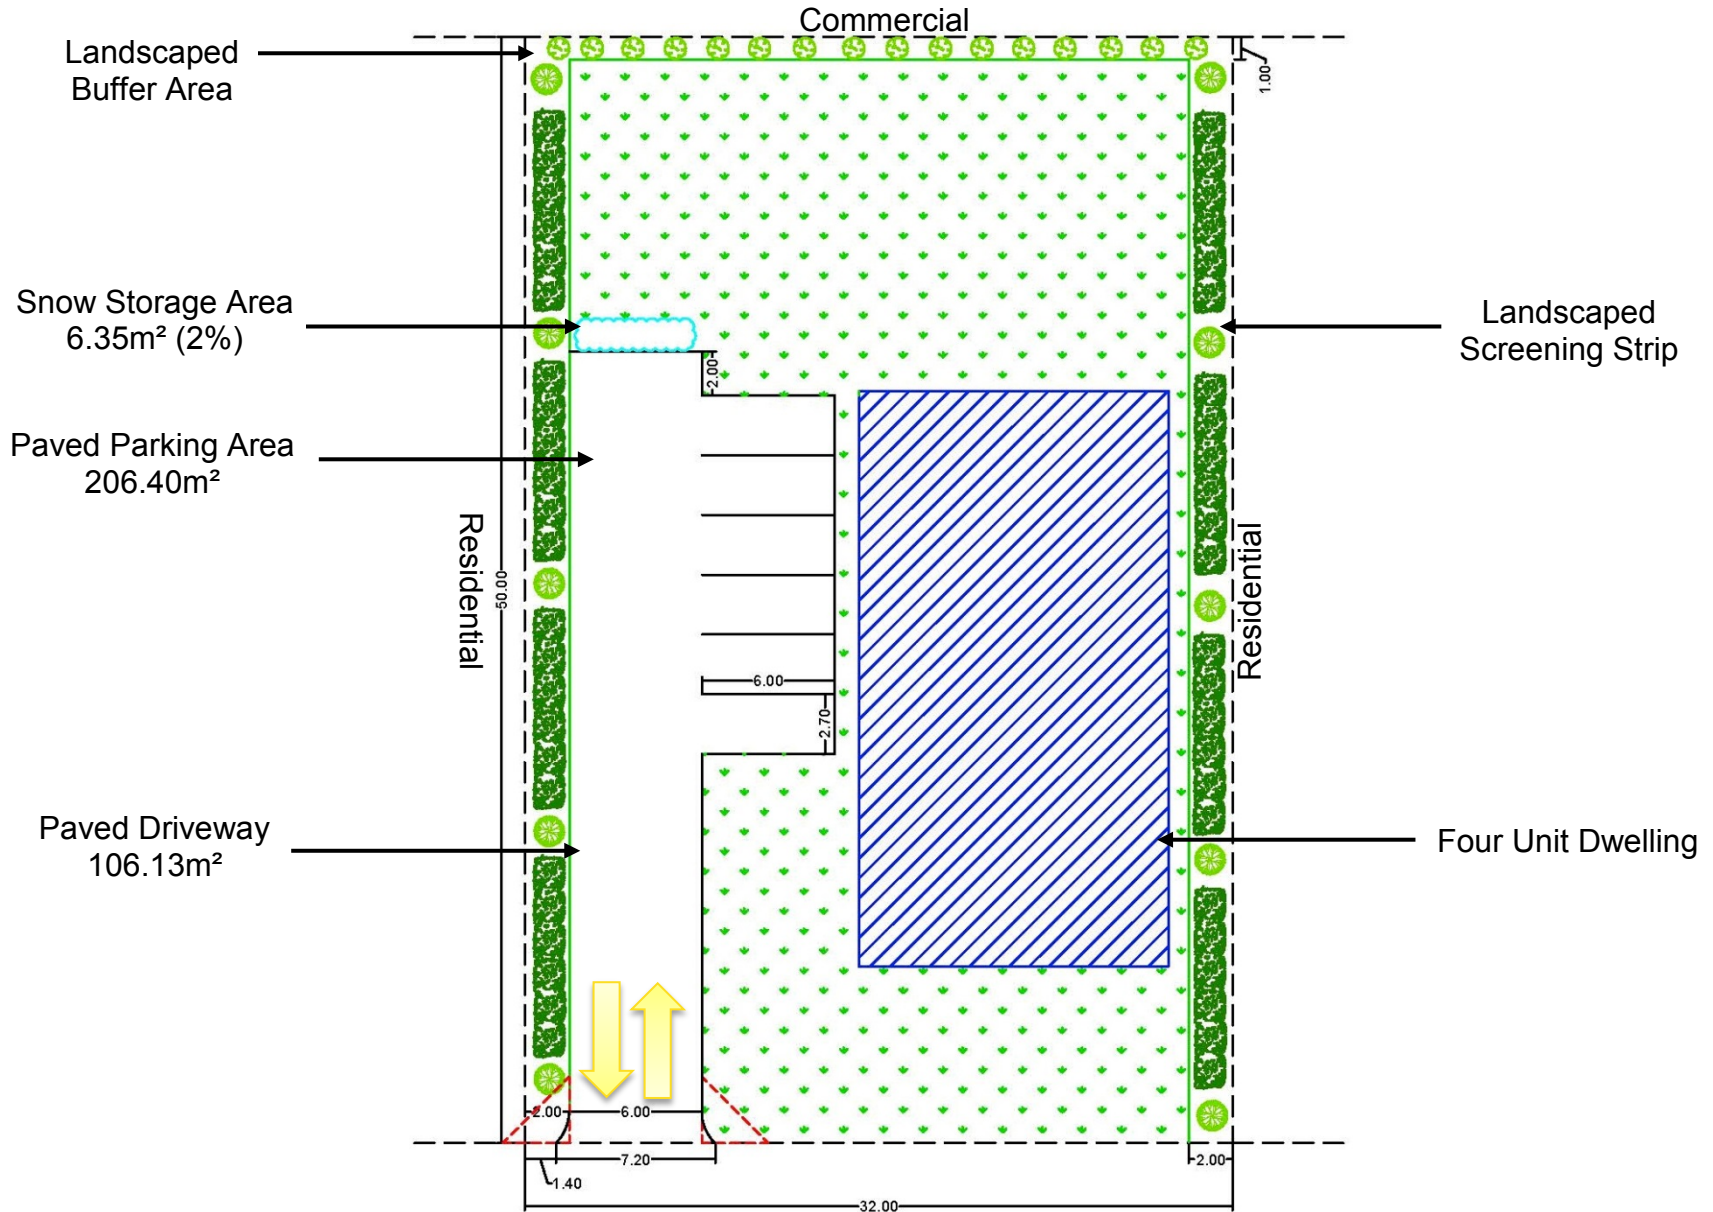 Commercial
Landscaped
Buffer Area
1.00
Snow Storage Area
6.35m² (2%)
Landscaped
Screening Strip
2.00
Paved Parking Area
206.40m²
Residential
50.00
Residential
6.00
2.70
Paved Driveway
106.13m²
Four Unit Dwelling
2.00
6.00
7.20
2.00
1.40
32.00